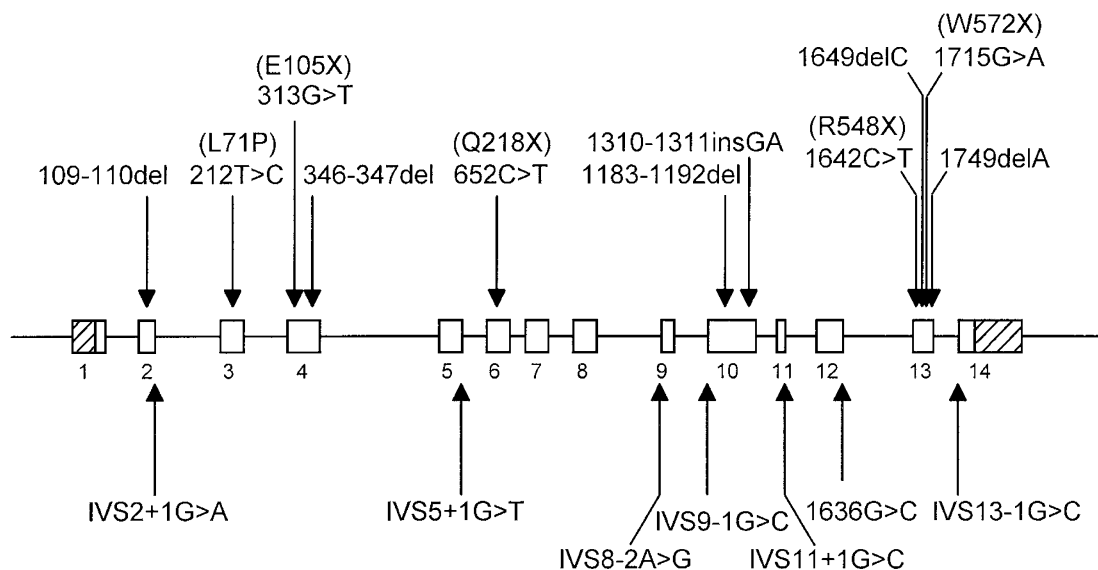 (W572X)
1649delC 1715G>A
(E105X)
313G>T
(L71P) (Q218X) 1310-1311insGA (R548X)
109-110del 212T>C 346-347del 652C>T 1183-1192del 1642C>T 1749delA
1 2 3 4 5 6 7 8 9 10 11 12 13 14
IVS2+1G>A IVS5+1G>T IVS9-1G>C 1636G>C IVS13-1G>C
IVS8-2A>G IVS11+1G>C